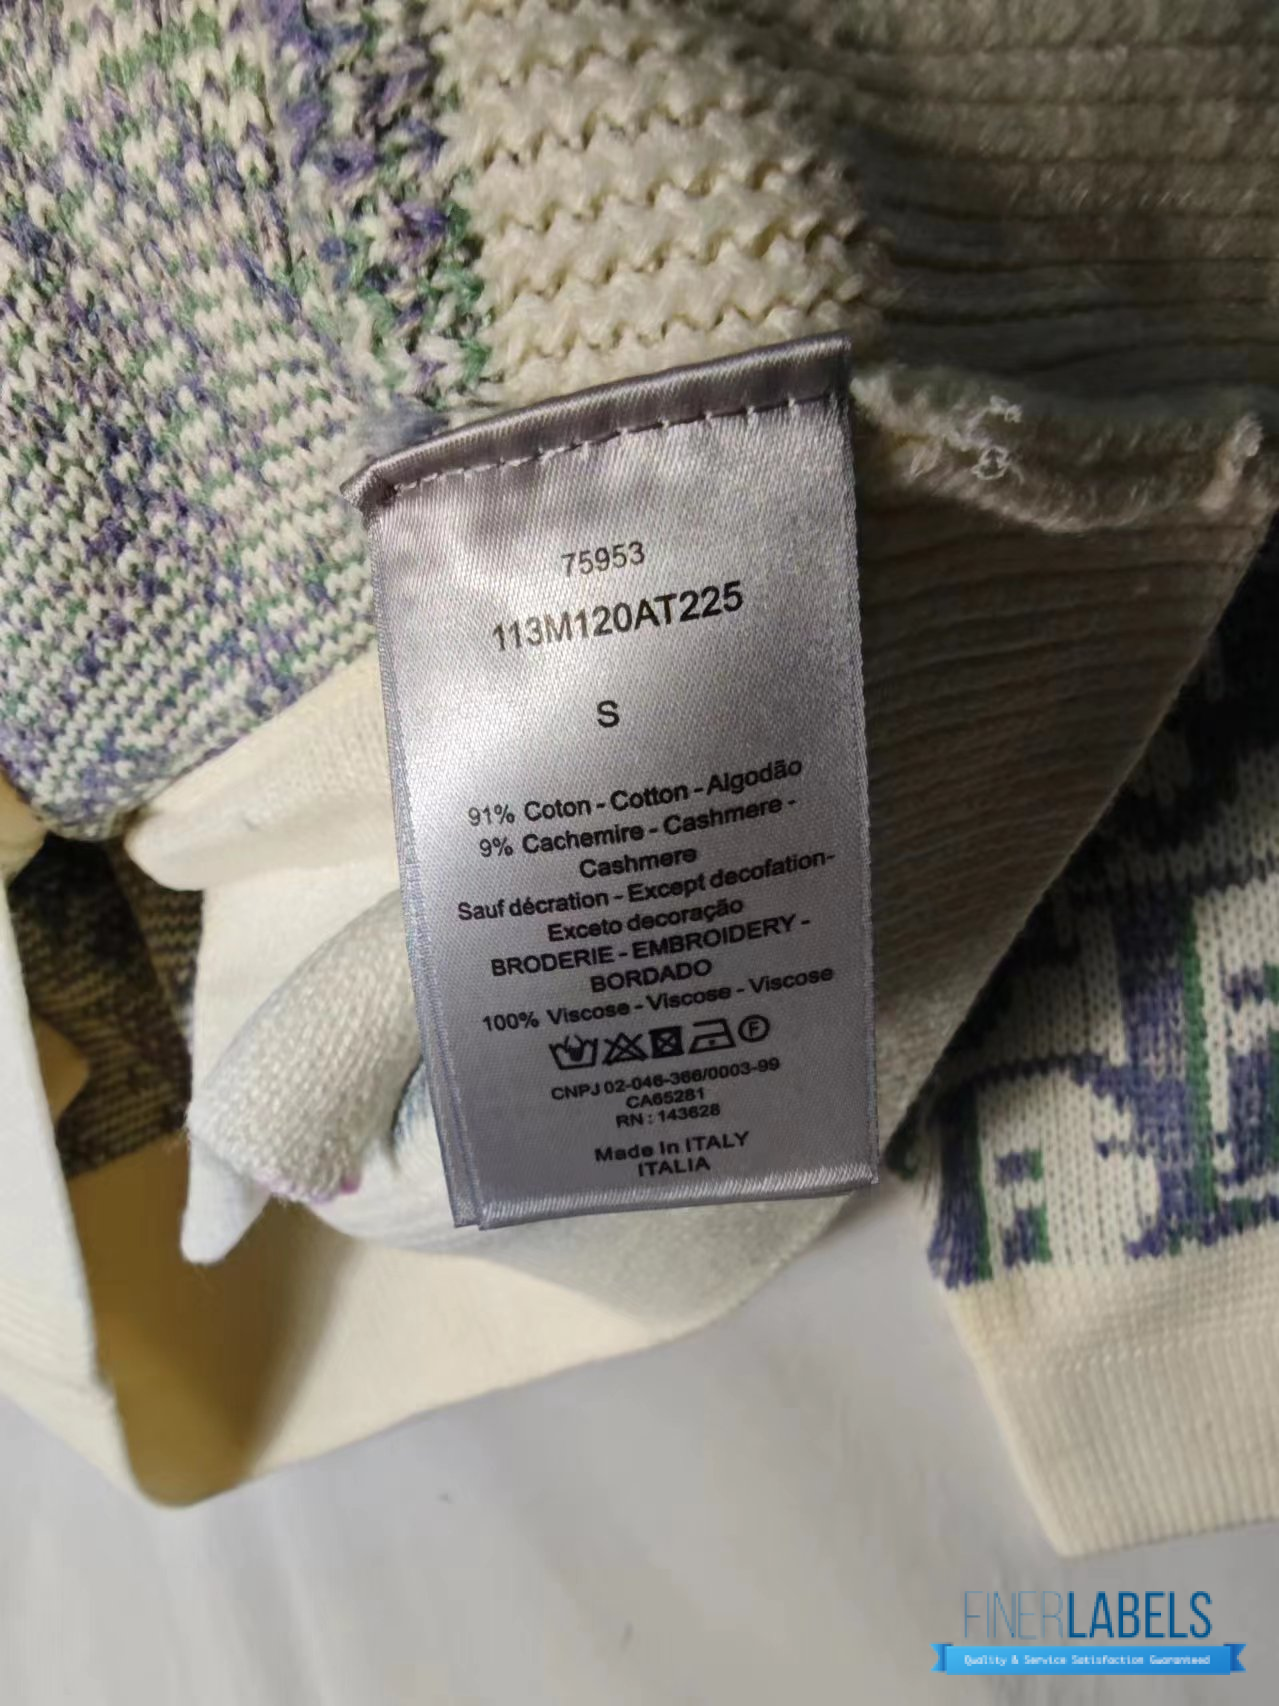 75953
113M120AT225
S
91% Coton - Cotton - Algodão
9% Cachemire - Cashmere -
Cashmere
Sauf décration - Except decofation-
Exceto decoração
BRODERIE - EMBROIDERY -
BORDADO
100% Viscose - Viscose - Viscose
F
CNPJ 02-046-366/0003-99
CA65281
RN : 143628
Made In ITALY
ITALIA
FINERLABELS
Quality & Service Satisfaction Guaranteed